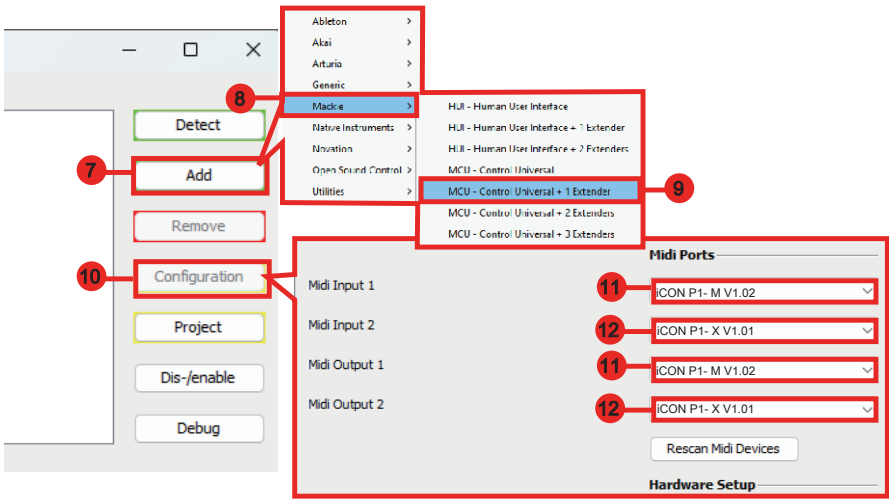 Ableton >
Akai >
Arturia >
Generic >
8
Mackie >
Native Instruments >
Novation >
Open Sound Control >
Utilities >
HUI - Human User Interface
HUI - Human User Interface + 1 Extender
HUI - Human User Interface + 2 Extenders
MCU - Control Universal
MCU - Control Universal + 1 Extender
9
MCU - Control Universal + 2 Extenders
MCU - Control Universal + 3 Extenders
Detect
7
Add
Remove
10
Configuration
Project
Dis-/enable
Debug
Midi Ports
Midi Input 1
11
iCON P1- M V1.02
Midi Input 2
12
iCON P1- X V1.01
Midi Output 1
11
iCON P1- M V1.02
Midi Output 2
12
iCON P1- X V1.01
Rescan Midi Devices
Hardware Setup